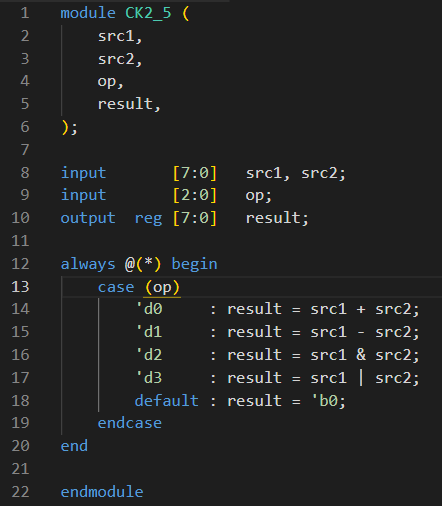 1 module CK2_5 (
2 src1,
3 src2,
4 op,
5 result,
6 );
7
8 input [7:0] src1, src2;
9 input [2:0] op;
10 output reg [7:0] result;
11
12 always @(*) begin
13 case (op)
14 'd0 : result = src1 + src2;
15 'd1 : result = src1 - src2;
16 'd2 : result = src1 & src2;
17 'd3 : result = src1 | src2;
18 default : result = 'b0;
19 endcase
20 end
21
22 endmodule